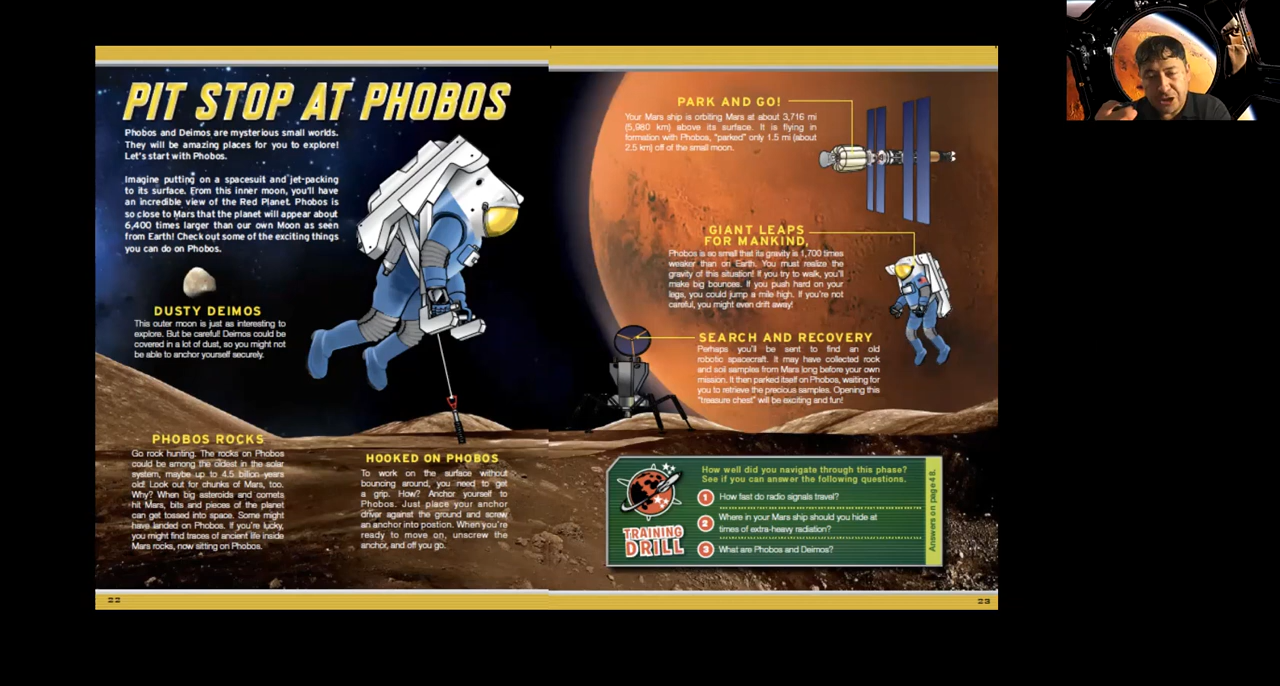 PIT STOP AT PHOBOS
Phobos and Deimos are mysterious small worlds.
They will be amazing places for you to explore!
Let's start with Phobos.
Imagine putting on a spacesuit and jet-packing
to its surface. From this inner moon, you'll have
an incredible view of the Red Planet. Phobos is
so close to Mars that the planet will appear about
6,400 times larger than our own Moon as seen
from Earth! Check out some of the exciting things
you can do on Phobos.
DUSTY DEIMOS
This outer moon is just as interesting to
explore. But be careful! Deimos could be
covered in a lot of dust, so you might not
be able to anchor yourself securely.
PHOBOS ROCKS
Go rock hunting. The rocks on Phobos
could be among the oldest in the solar
system, maybe up to 4.5 billion years
old! Look out for chunks of Mars, too.
Why? When big asteroids and comets
hit Mars, bits and pieces of the planet
can get tossed into space. Some might
have landed on Phobos. If you're lucky,
you might find traces of ancient life inside
Mars rocks, now sitting on Phobos.
HOOKED ON PHOBOS
To work on the surface without
bouncing around, you need to get
a grip. How? Anchor yourself to
Phobos. Just place your anchor
driver against the ground and screw
an anchor into position. When you're
ready to move on, unscrew the
anchor, and off you go.
22
PARK AND GO!
Your Mars ship is orbiting Mars at about 3,716 mi
(5,980 km) above its surface. It is flying in
formation with Phobos, "parked" only 1.5 mi (about
2.5 km) off of the small moon.
GIANT LEAPS
FOR MANKIND,
Phobos is so small that its gravity is 1,700 times
weaker than on Earth. You must realize the
gravity of this situation! If you try to walk, you'll
make big bounces. If you push hard on your
legs, you could jump a mile high. If you're not
careful, you might even drift away!
SEARCH AND RECOVERY
Perhaps you'll be sent to find an old
robotic spacecraft. It may have collected rock
and soil samples from Mars long before your own
mission. It then parked itself on Phobos, waiting for
you to retrieve the precious samples. Opening this
"treasure chest" will be exciting and fun!
TRAINING
DRILL
How well did you navigate through this phase?
See if you can answer the following questions.
1 How fast do radio signals travel?
2 Where in your Mars ship should you hide at
times of extra-heavy radiation?
3 What are Phobos and Deimos?
Answers on page 48.
23